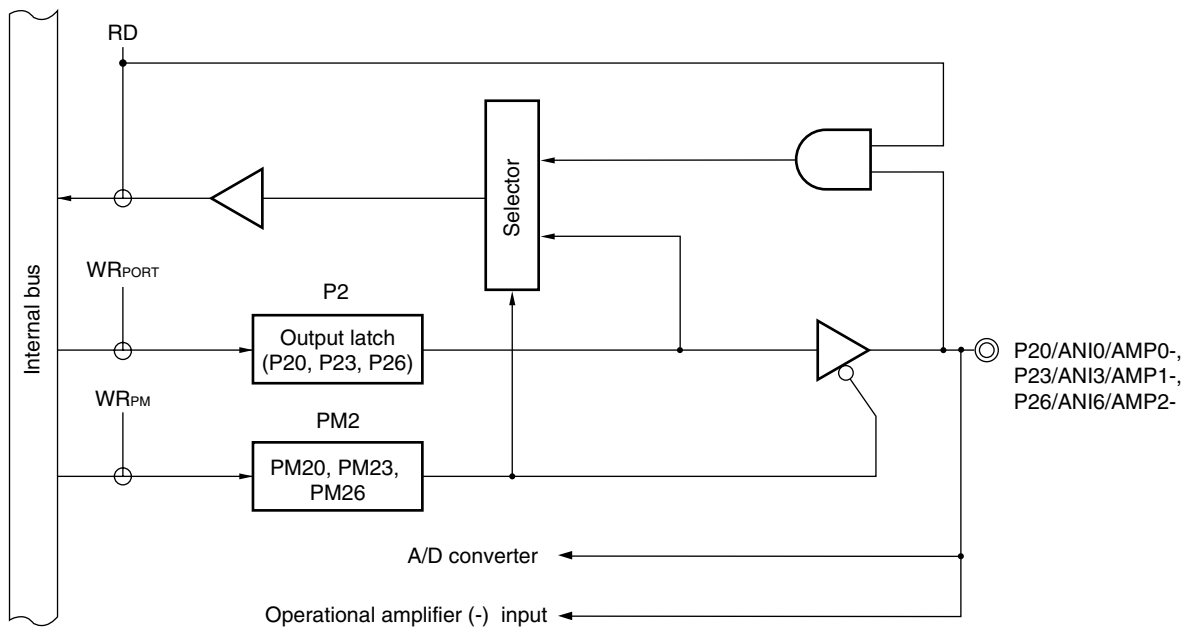 RD
Selector
Internal bus
WRPORT
P2
Output latch
(P20, P23, P26)
P20/ANI0/AMP0-,
P23/ANI3/AMP1-,
P26/ANI6/AMP2-
WRPM
PM2
PM20, PM23,
PM26
A/D converter
Operational amplifier (-) input